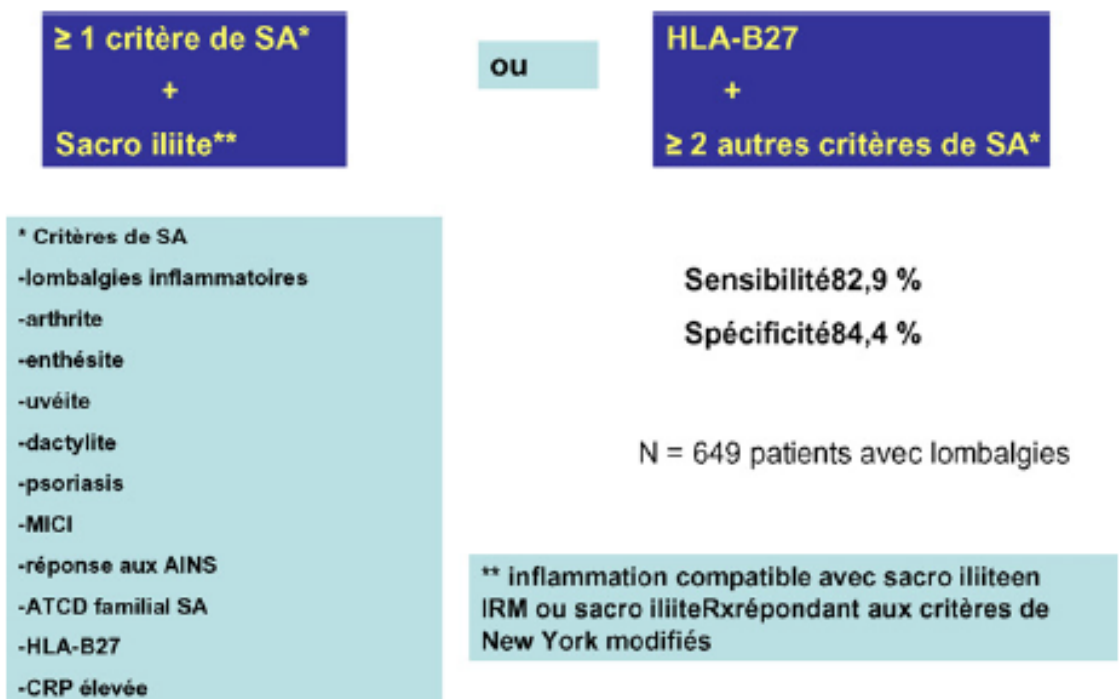 ≥ 1 critère de SA*
+
Sacro iliite**
ou
HLA-B27
+
≥ 2 autres critères de SA*
* Critères de SA
-lombalgies inflammatoires
-arthrite
-enthésite
-uvéite
-dactylite
-psoriasis
-MICI
-réponse aux AINS
-ATCD familial SA
-HLA-B27
-CRP élevée
Sensibilité82,9 %
Spécificité84,4 %
N = 649 patients avec lombalgies
** inflammation compatible avec sacro iliiteen
IRM ou sacro iliiteRxrépondant aux critères de
New York modifiés